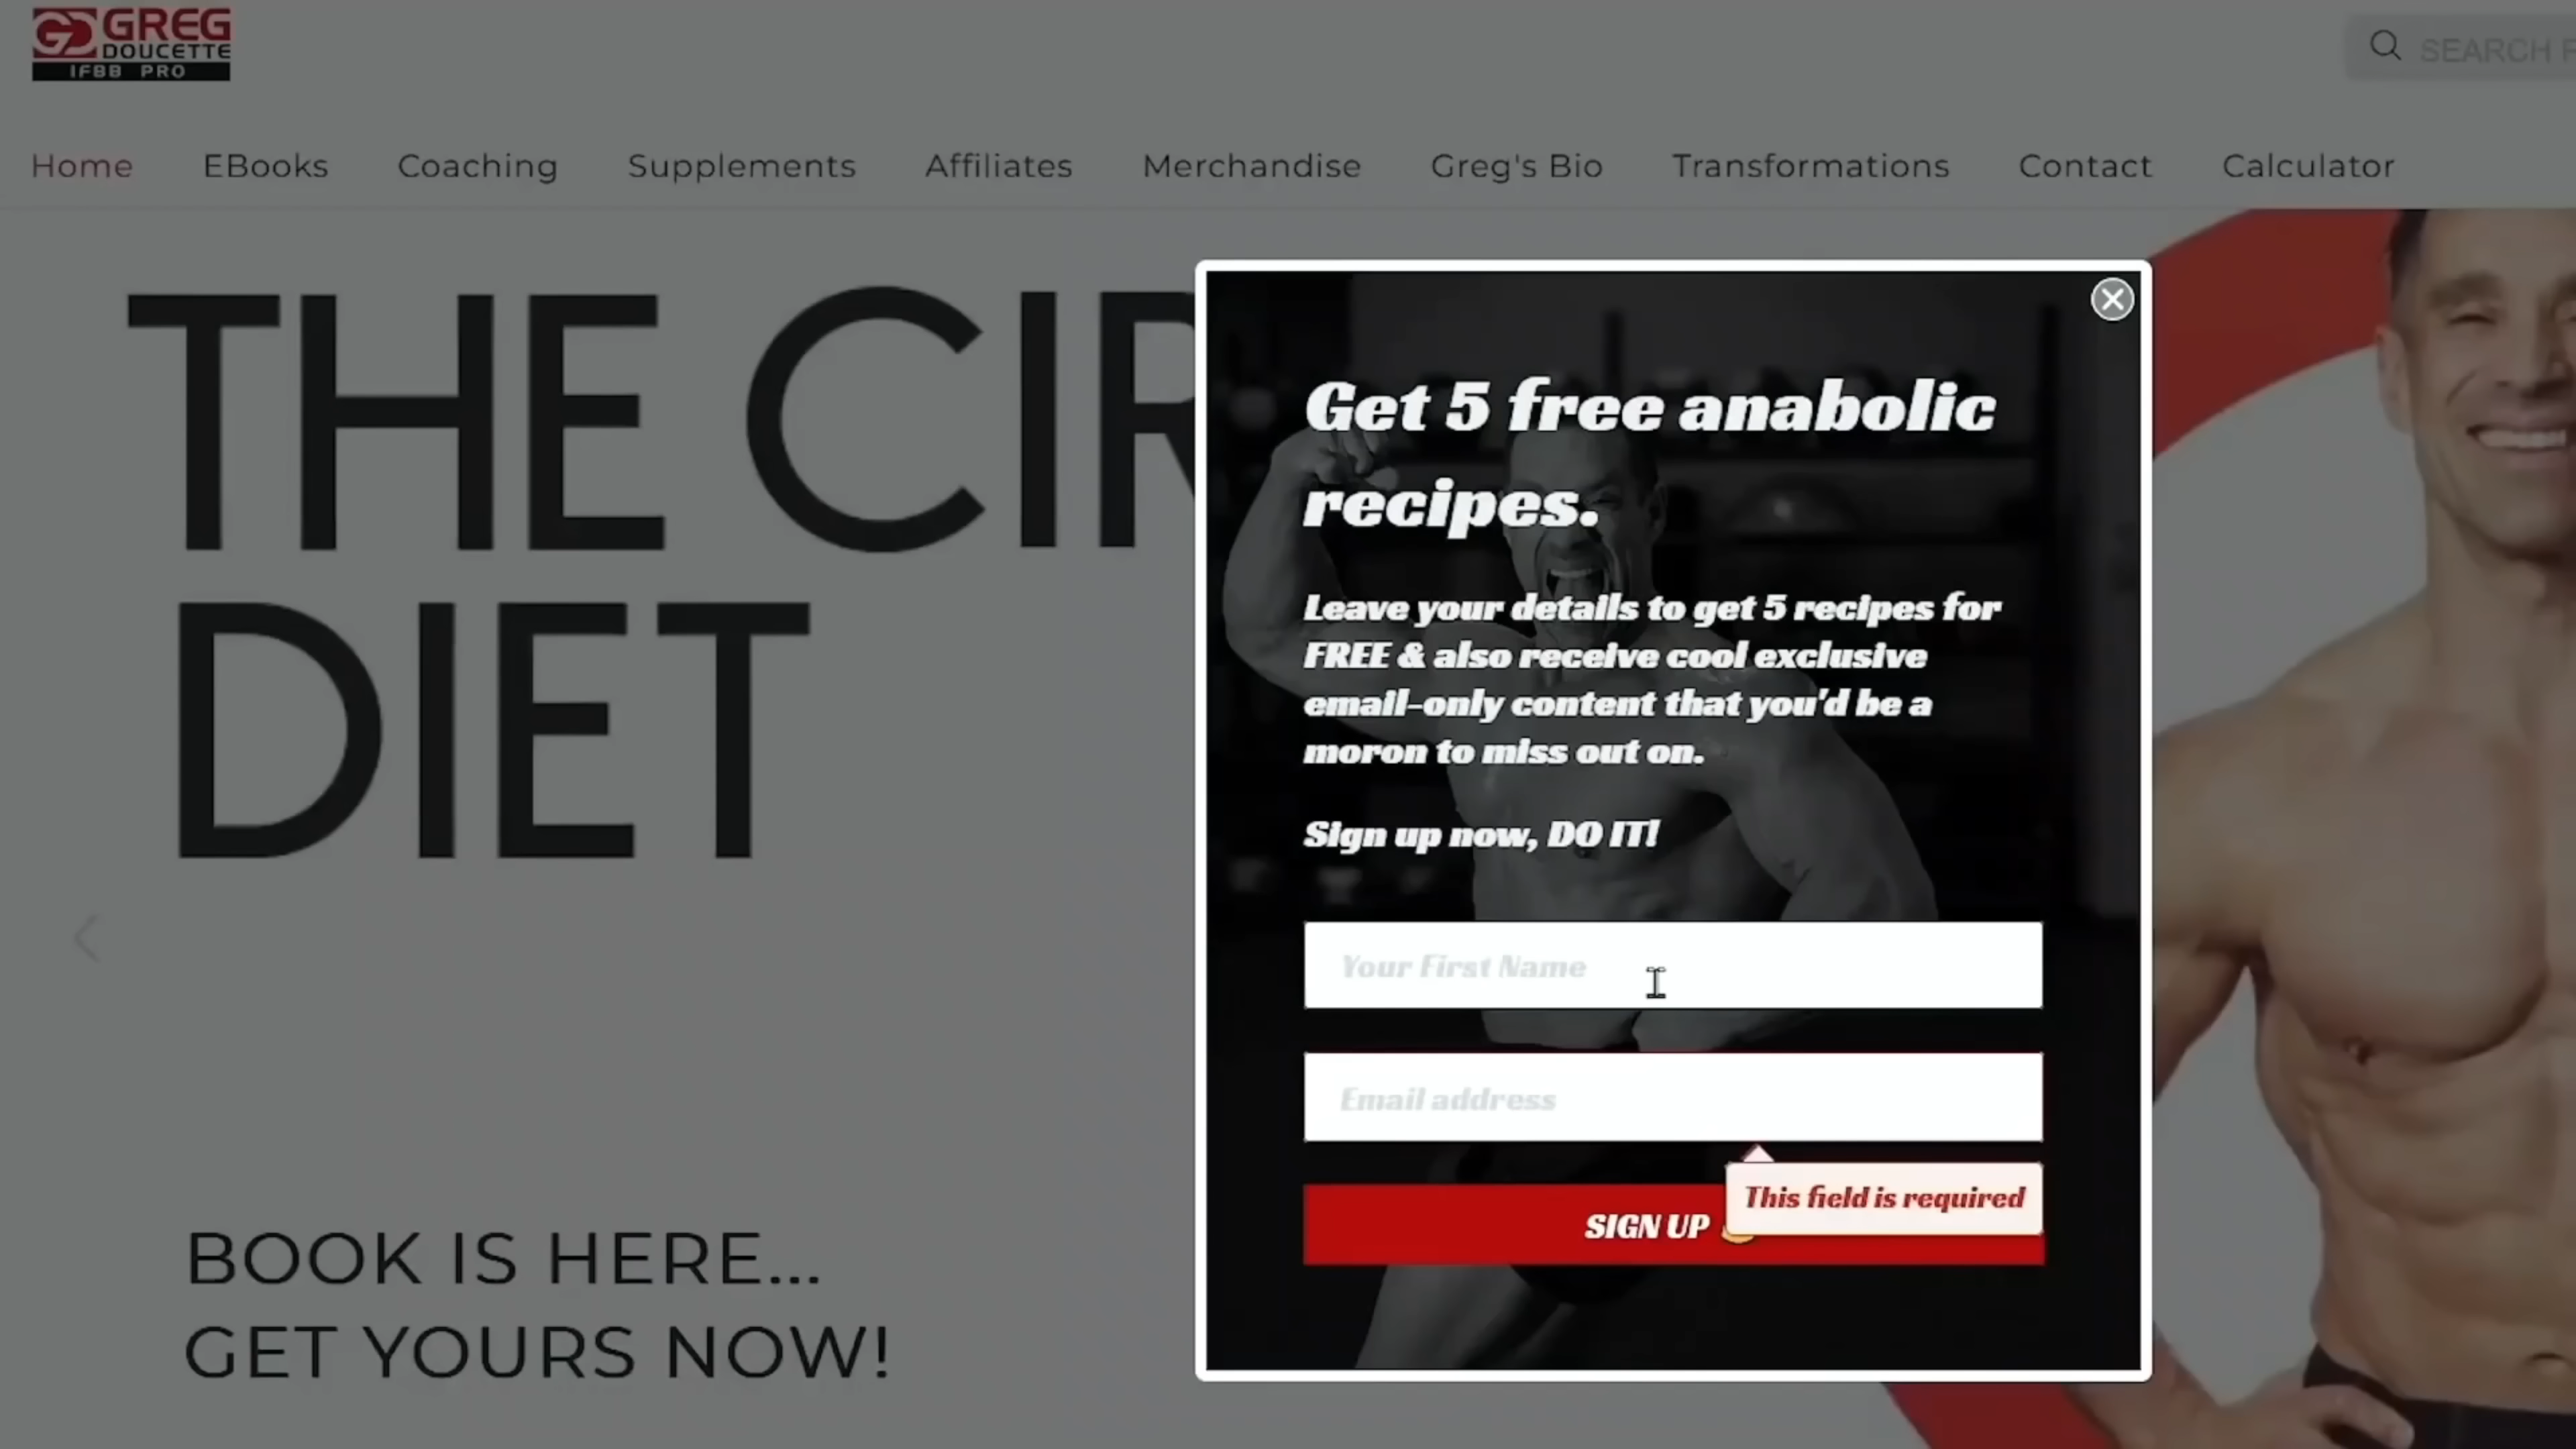 GREG
DOUCETTE
IFBB PRO
SEARCH
Home EBooks Coaching Supplements Affiliates Merchandise Greg's Bio Transformations Contact Calculator
THE CIR
DIET
BOOK IS HERE...
GET YOURS NOW!
Get 5 free anabolic
recipes.
Leave your details to get 5 recipes for
FREE & also receive cool exclusive
email-only content that you'd be a
moron to miss out on.
Sign up now, DO IT!
Your First Name
Email address
This field is required
SIGN UP